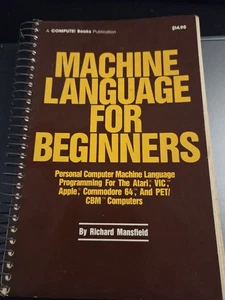 A COMPUTE! Books Publication
$14.95
MACHINE
LANGUAGE
FOR
BEGINNERS
Personal Computer Machine Language
Programming For The Atari, VIC,
Apple, Commodore 64, And PET/
CBM™ Computers
By Richard Mansfield